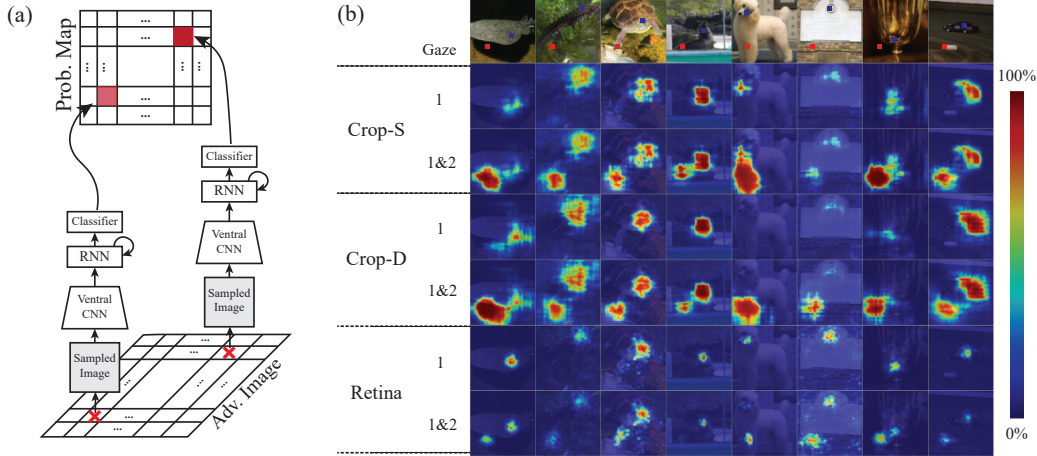 (a)
Prob. Map
...
...
...
...
...
...
...
...
Classifier
RNN
Ventral
CNN
Sampled
Image
Classifier
RNN
Ventral
CNN
Sampled
Image
...
...
...
...
...
...
Adv. Image
(b)
Gaze
Crop-S
1
1&2
Crop-D
1
1&2
Retina
1
1&2
100%
0%